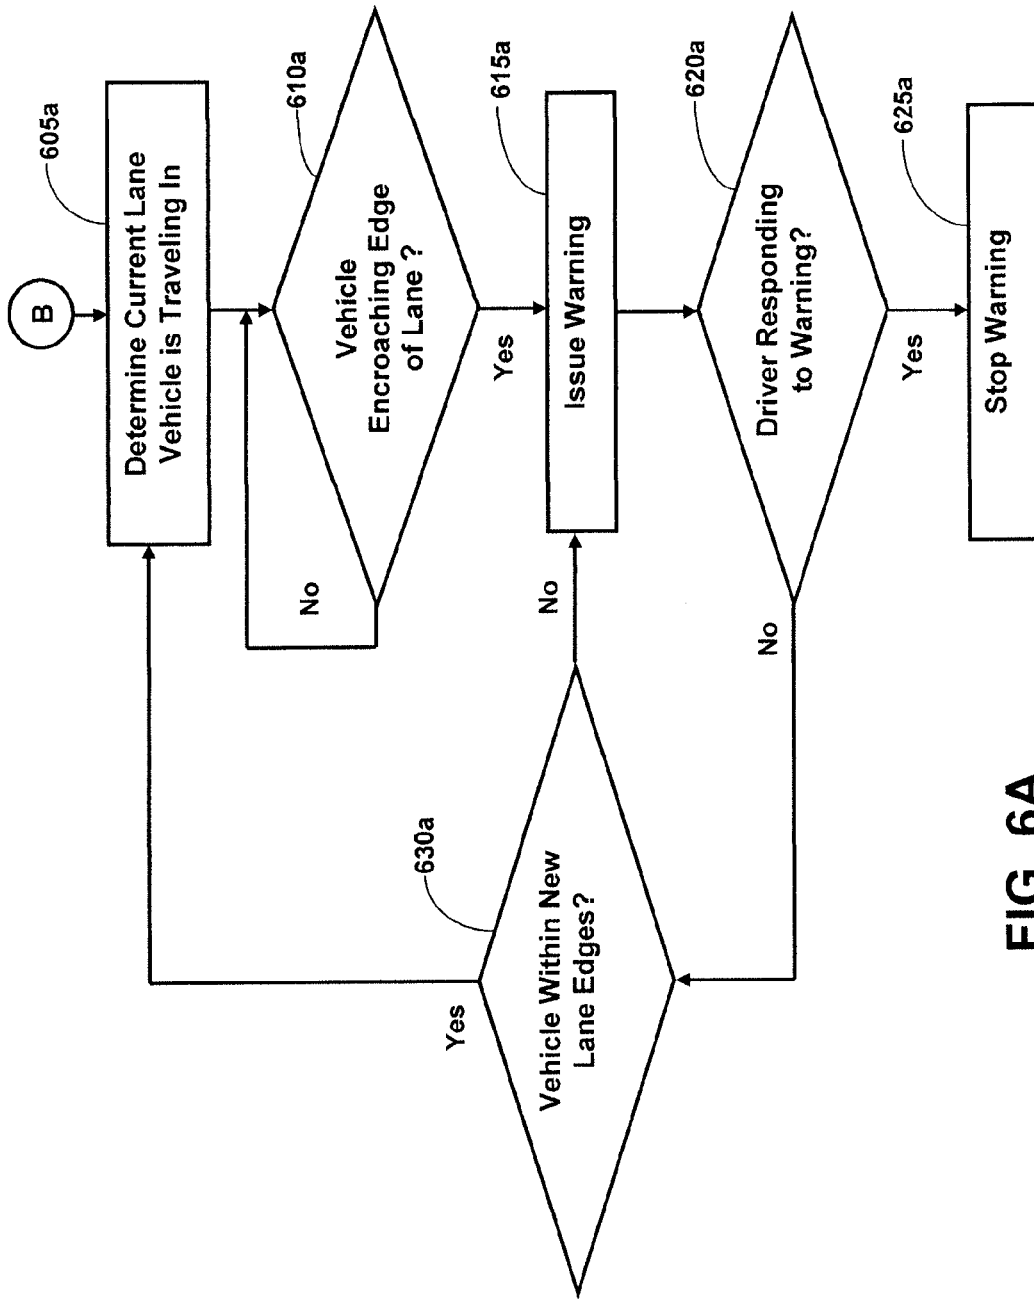 B
605a
Determine Current Lane
Vehicle is Traveling In
610a
Vehicle
Encroaching Edge
of Lane ?
No
Yes
615a
Issue Warning
No
620a
Driver Responding
to Warning?
No
Yes
625a
Stop Warning
630a
Vehicle Within New
Lane Edges?
Yes
FIG. 6A